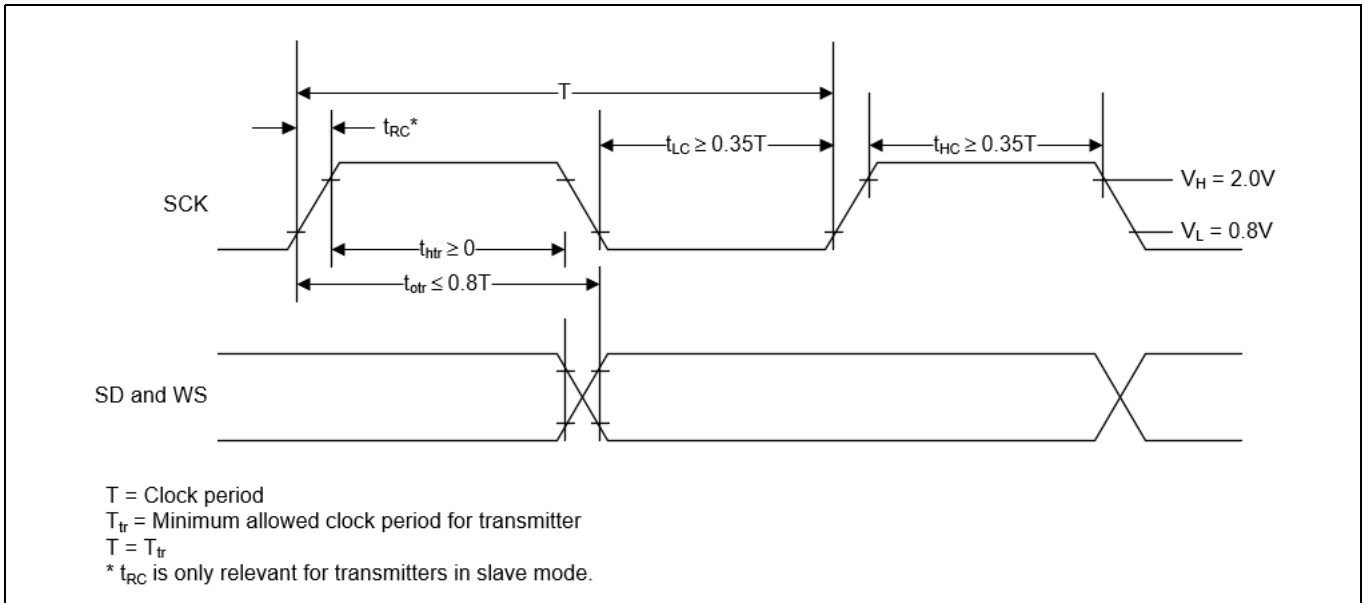 T
tRC*
tLC ≥ 0.35T
tHC ≥ 0.35T
VH = 2.0V
SCK
VL = 0.8V
thtr ≥ 0
totr ≤ 0.8T
SD and WS
T = Clock period
Ttr = Minimum allowed clock period for transmitter
T = Ttr
* tRC is only relevant for transmitters in slave mode.